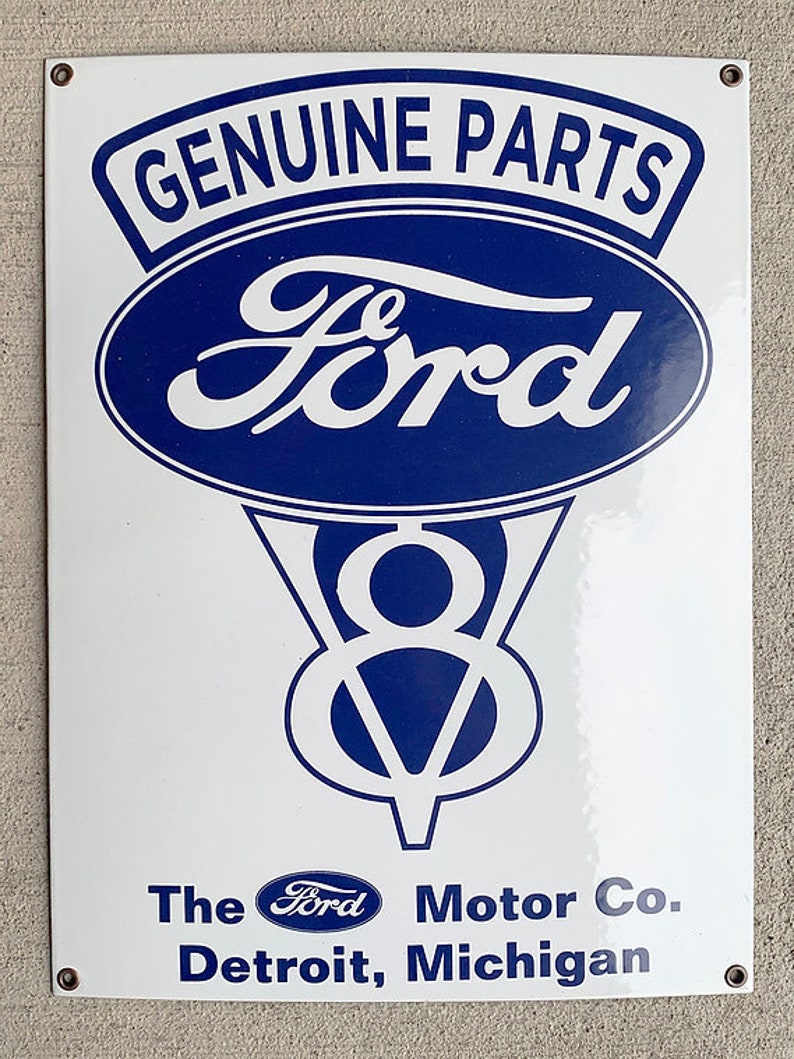 GENUINE PARTS
Ford
V8
The Ford Motor Co.
Detroit, Michigan